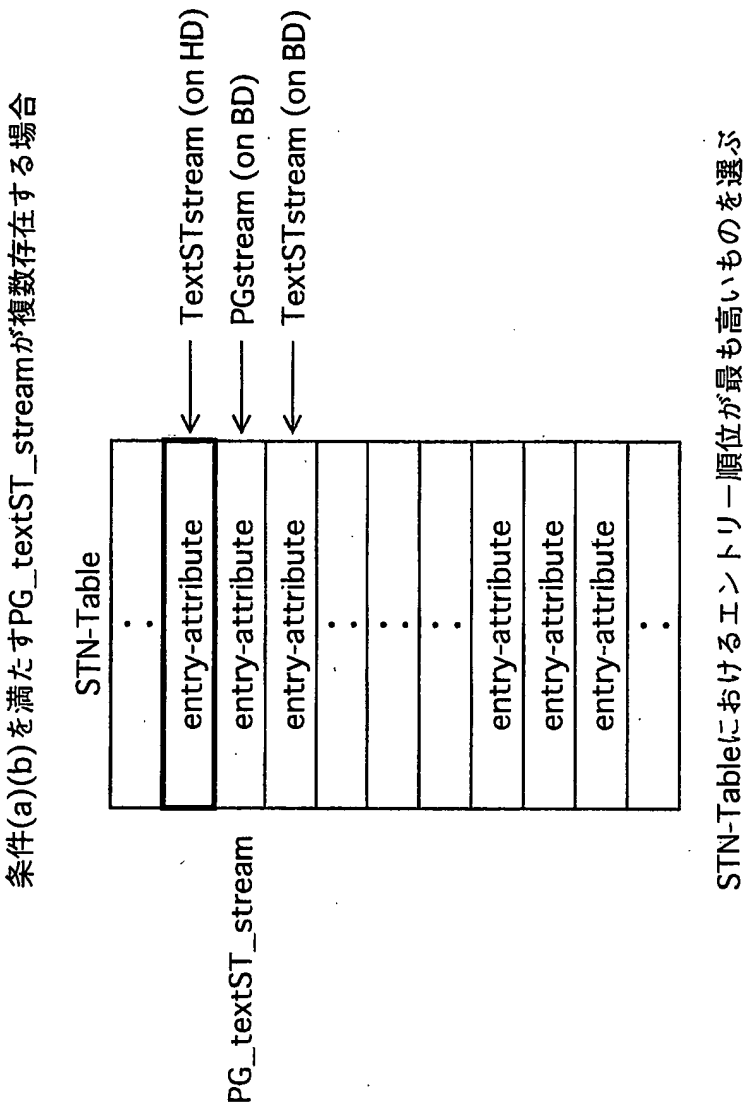 条件(a)(b)を満たすPG_textST_streamが複数存在する場合
STN-Table
entry-attribute
TextSTstream (on HD)
PG_textST_stream
entry-attribute
PGstream (on BD)
entry-attribute
TextSTstream (on BD)
entry-attribute
entry-attribute
entry-attribute
STN-Tableにおけるエントリー順位が最も高いものを選ぶ